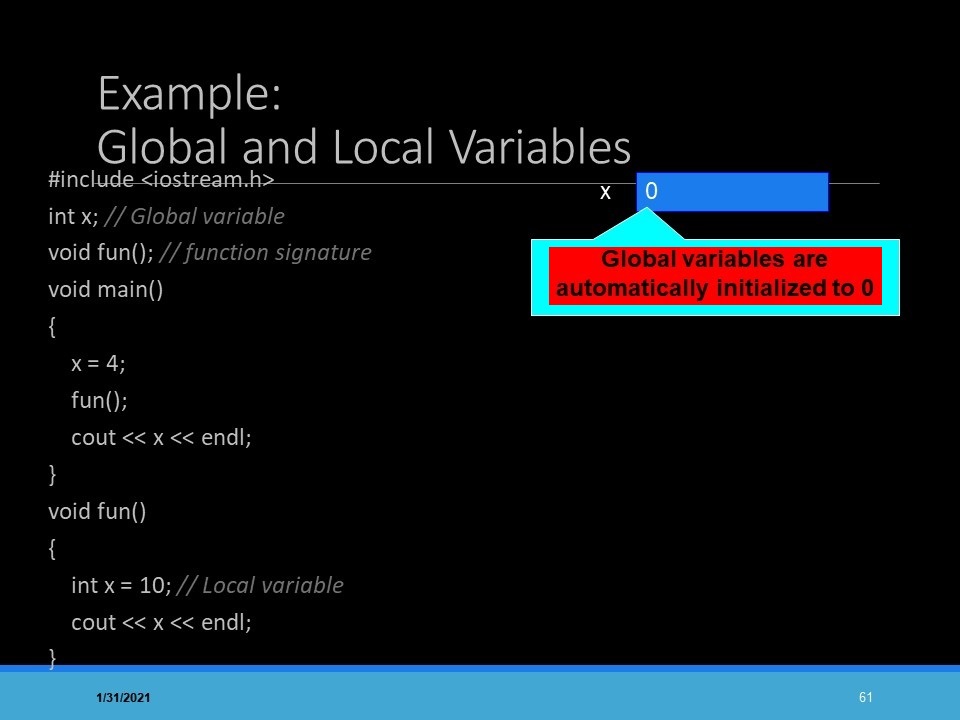 Example:
Global and Local Variables
#include <iostream.h>
int x; // Global variable
void fun(); // function signature
void main()
{
x = 4;
fun();
cout << x << endl;
}
void fun()
{
int x = 10; // Local variable
cout << x << endl;
}
x 0
Global variables are
automatically initialized to 0
1/31/2021
61